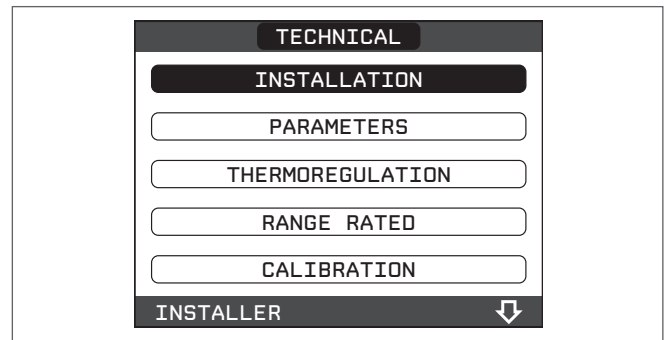 TECHNICAL
INSTALLATION
PARAMETERS
THERMOREGULATION
RANGE RATED
CALIBRATION
INSTALLER